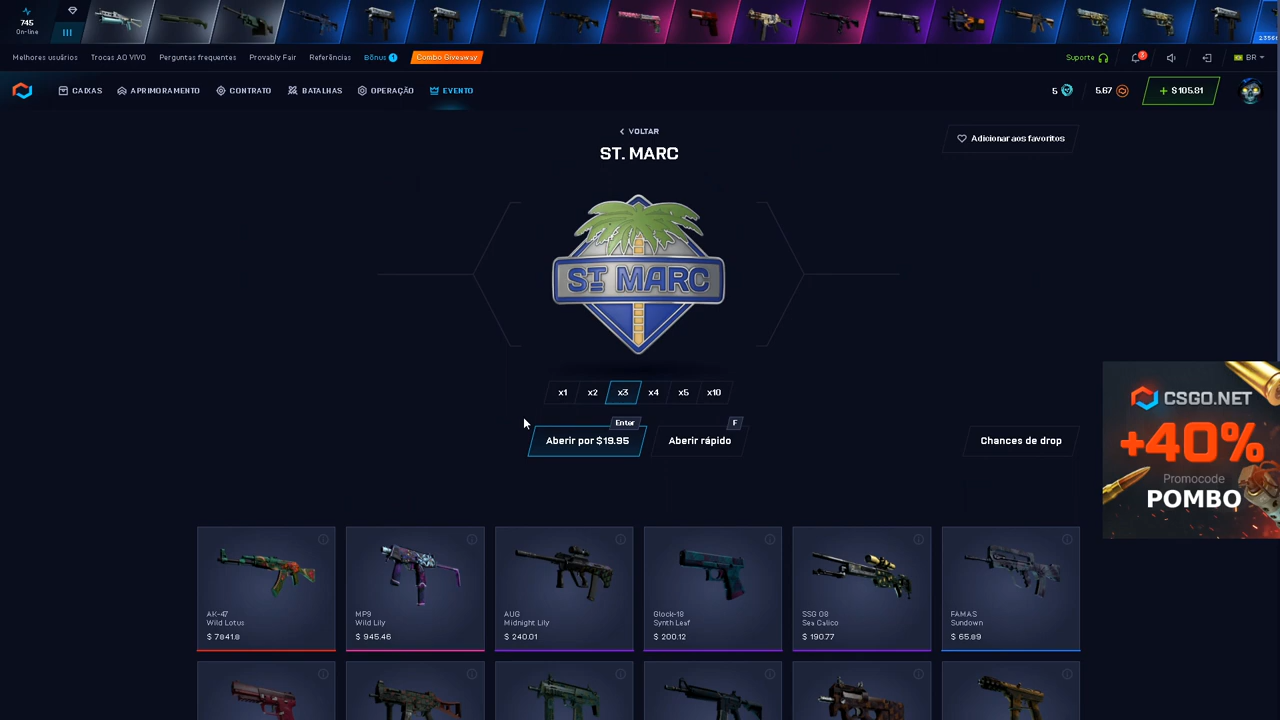 745
On-line
Melhores usuários
Trocas AO VIVO
Perguntas frequentes
Provably Fair
Referências
Bônus
Combo Giveaway
Suporte
3
BR
CAIXAS
APRIMORAMENTO
CONTRATO
BATALHAS
OPERAÇÃO
EVENTO
5
5.67
+ $ 105.81
VOLTAR
ST. MARC
Adicionar aos favoritos
ST MARC
x1
x2
x3
x4
x5
x10
Enter
F
Aberir por $ 19.95
Aberir rápido
Chances de drop
CSGO.NET
+40%
Promocode
POMBO
AK-47
Wild Lotus
$ 7841.8
MP9
Wild Lily
$ 945.46
AUG
Midnight Lily
$ 240.01
Glock-18
Synth Leaf
$ 200.12
SSG 08
Sea Calico
$ 190.77
FAMAS
Sundown
$ 65.89